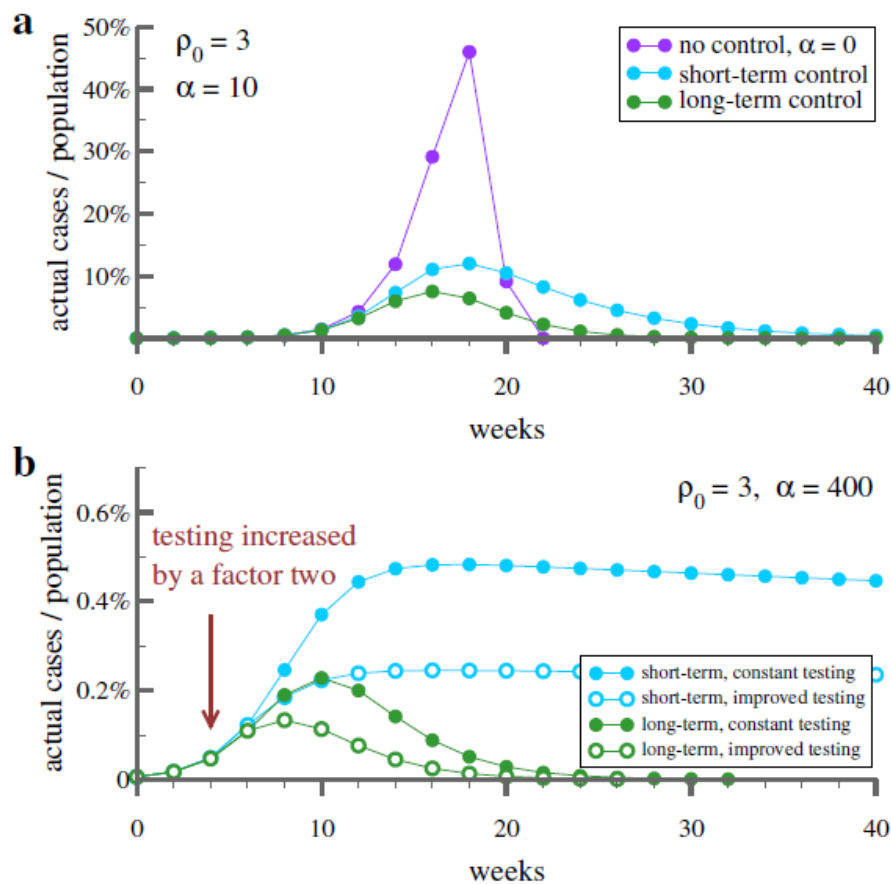 a
50%
40%
30%
20%
10%
ρ0 = 3
α = 10
no control, α = 0
short-term control
long-term control
actual cases / population
0 10 20 30 40
weeks
b
0.6%
0.4%
0.2%
0
ρ0 = 3, α = 400
testing increased
by a factor two
short-term, constant testing
short-term, improved testing
long-term, constant testing
long-term, improved testing
actual cases / population
0 10 20 30 40
weeks